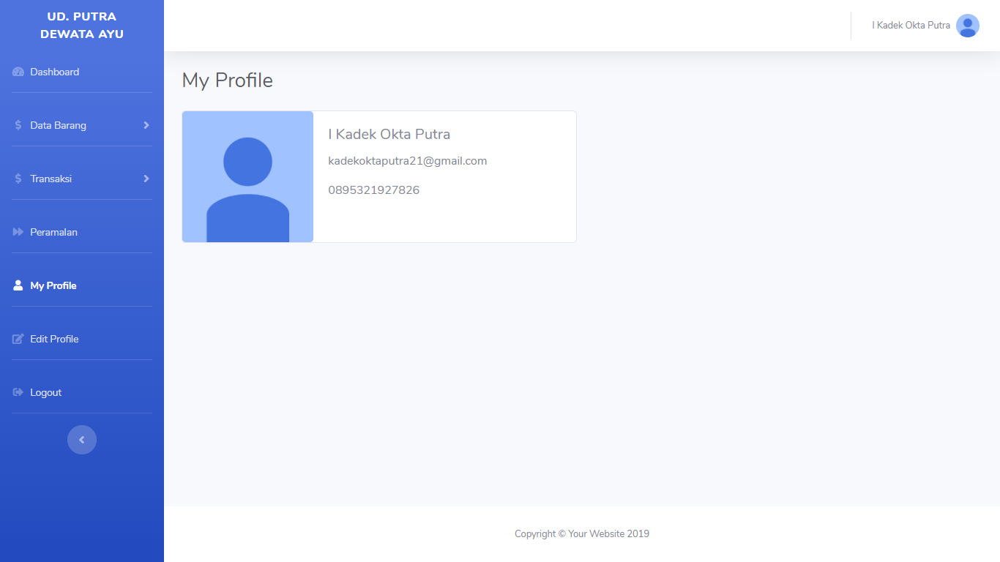 UD. PUTRA
DEWATA AYU
Dashboard
Data Barang
Transaksi
Peramalan
My Profile
Edit Profile
Logout
I Kadek Okta Putra
My Profile
I Kadek Okta Putra
kadekoktaputra21@gmail.com
0895321927826
Copyright © Your Website 2019